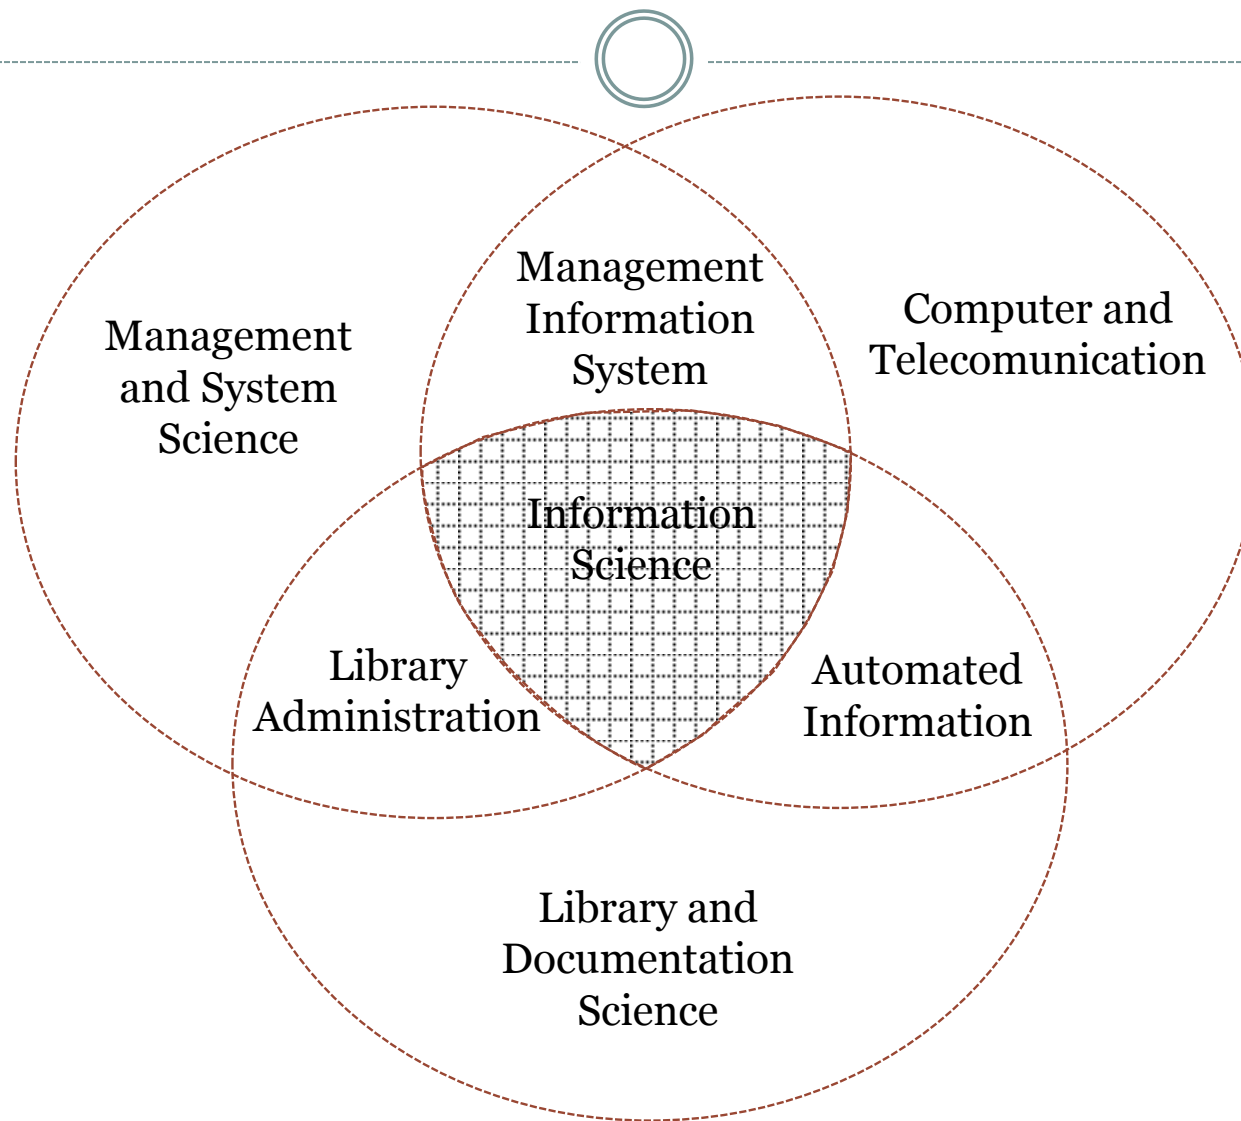 Management
Information
System
Computer and
Telecomunication
Management
and System
Science
Information
Science
Library
Administration
Automated
Information
Library and
Documentation
Science